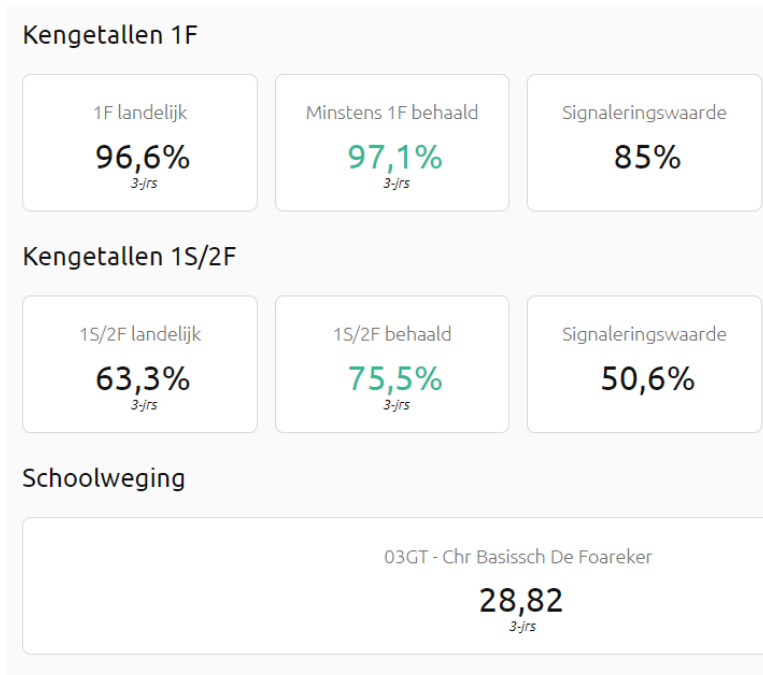 Kengetallen 1F
1F landelijk
96,6%
3-jrs
Minstens 1F behaald
97,1%
3-jrs
Signaleringswaarde
85%
Kengetallen 1S/2F
1S/2F landelijk
63,3%
3-jrs
1S/2F behaald
75,5%
3-jrs
Signaleringswaarde
50,6%
Schoolweging
03GT - Chr Basissch De Foareker
28,82
3-jrs